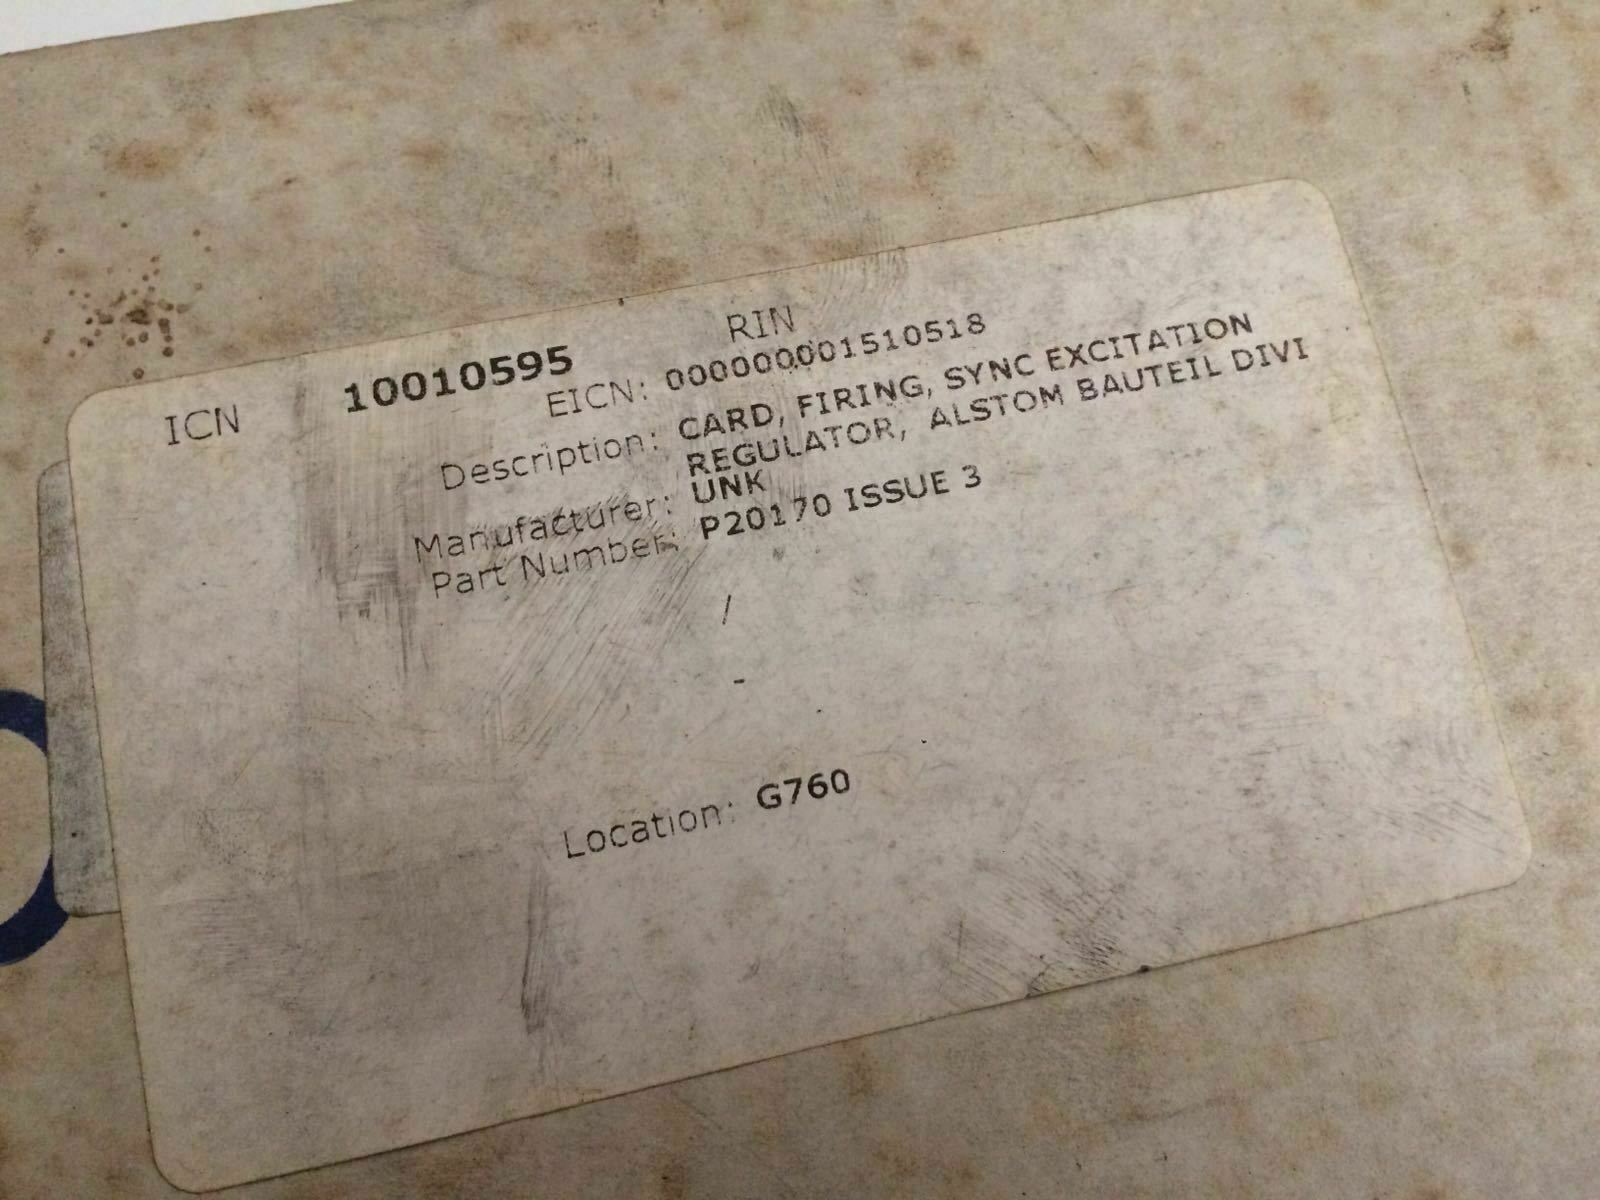 RIN
ICN 10010595
EICN: 000000001510518
Description: CARD, FIRING, SYNC EXCITATION
REGULATOR, ALSTOM BAUTEIL DIVI
Manufacturer: UNK
Part Number: P20170 ISSUE 3
/
-
Location: G760